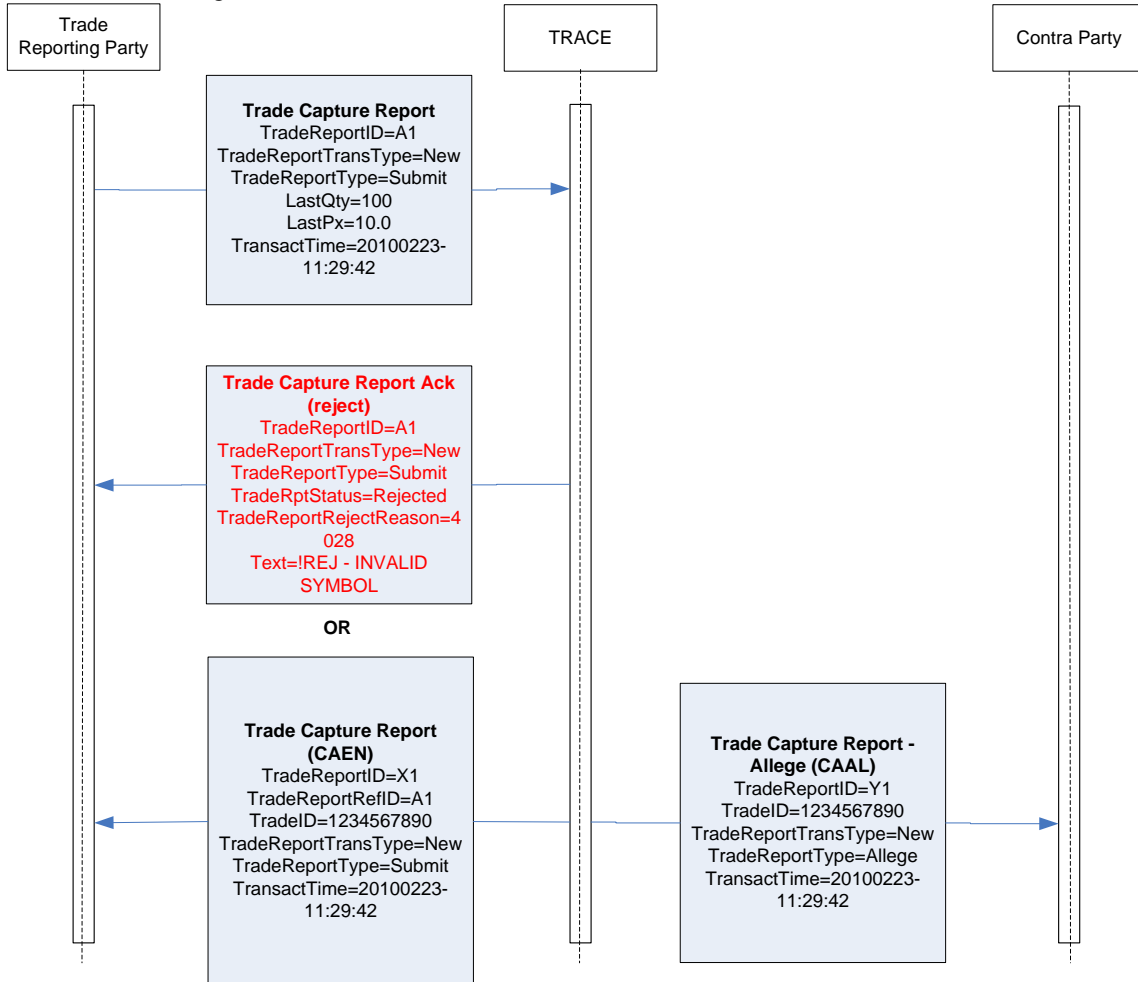 Trade
Reporting Party
TRACE
Contra Party
Trade Capture Report
TradeReportID=A1
TradeReportTransType=New
TradeReportType=Submit
LastQty=100
LastPx=10.0
TransactTime=20100223-
11:29:42
Trade Capture Report Ack
(reject)
TradeReportID=A1
TradeReportTransType=New
TradeReportType=Submit
TradeRptStatus=Rejected
TradeReportRejectReason=4
028
Text=!REJ - INVALID
SYMBOL
OR
Trade Capture Report
(CAEN)
TradeReportID=X1
TradeReportRefID=A1
TradeID=1234567890
TradeReportTransType=New
TradeReportType=Submit
TransactTime=20100223-
11:29:42
Trade Capture Report -
Allege (CAAL)
TradeReportID=Y1
TradeID=1234567890
TradeReportTransType=New
TradeReportType=Allege
TransactTime=20100223-
11:29:42